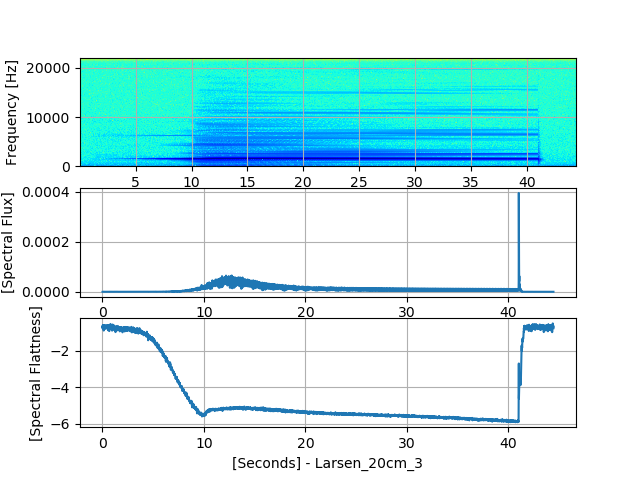 Frequency [Hz]
20000
10000
0
5 10 15 20 25 30 35 40
[Spectral Flux]
0.0004
0.0002
0.0000
0 10 20 30 40
[Spectral Flattness]
−2
−4
−6
0 10 20 30 40
[Seconds] - Larsen_20cm_3